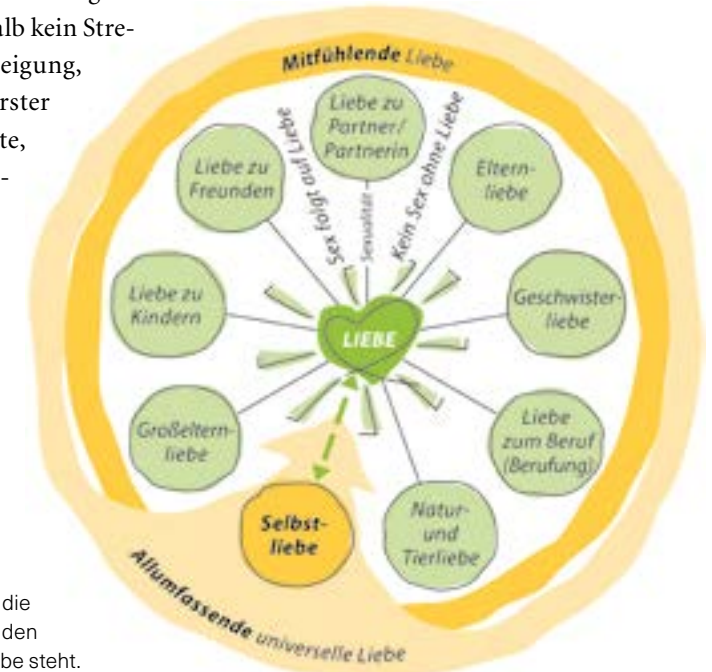 alb kein Stre-
eigung,
rster
te,
-
Mitfühlende Liebe
Liebe zu
Partner/
Partnerin
Liebe zu
Freunden
Sex folgt auf Liebe
Sexualität
Kein Sex ohne Liebe
Eltern-
liebe
Liebe zu
Kindern
LIEBE
Geschwister-
liebe
Großeltern-
liebe
Liebe
zum Beruf
(Berufung)
Selbst-
liebe
Natur-
und
Tierliebe
Allumfassende universelle Liebe
die
den
be steht.